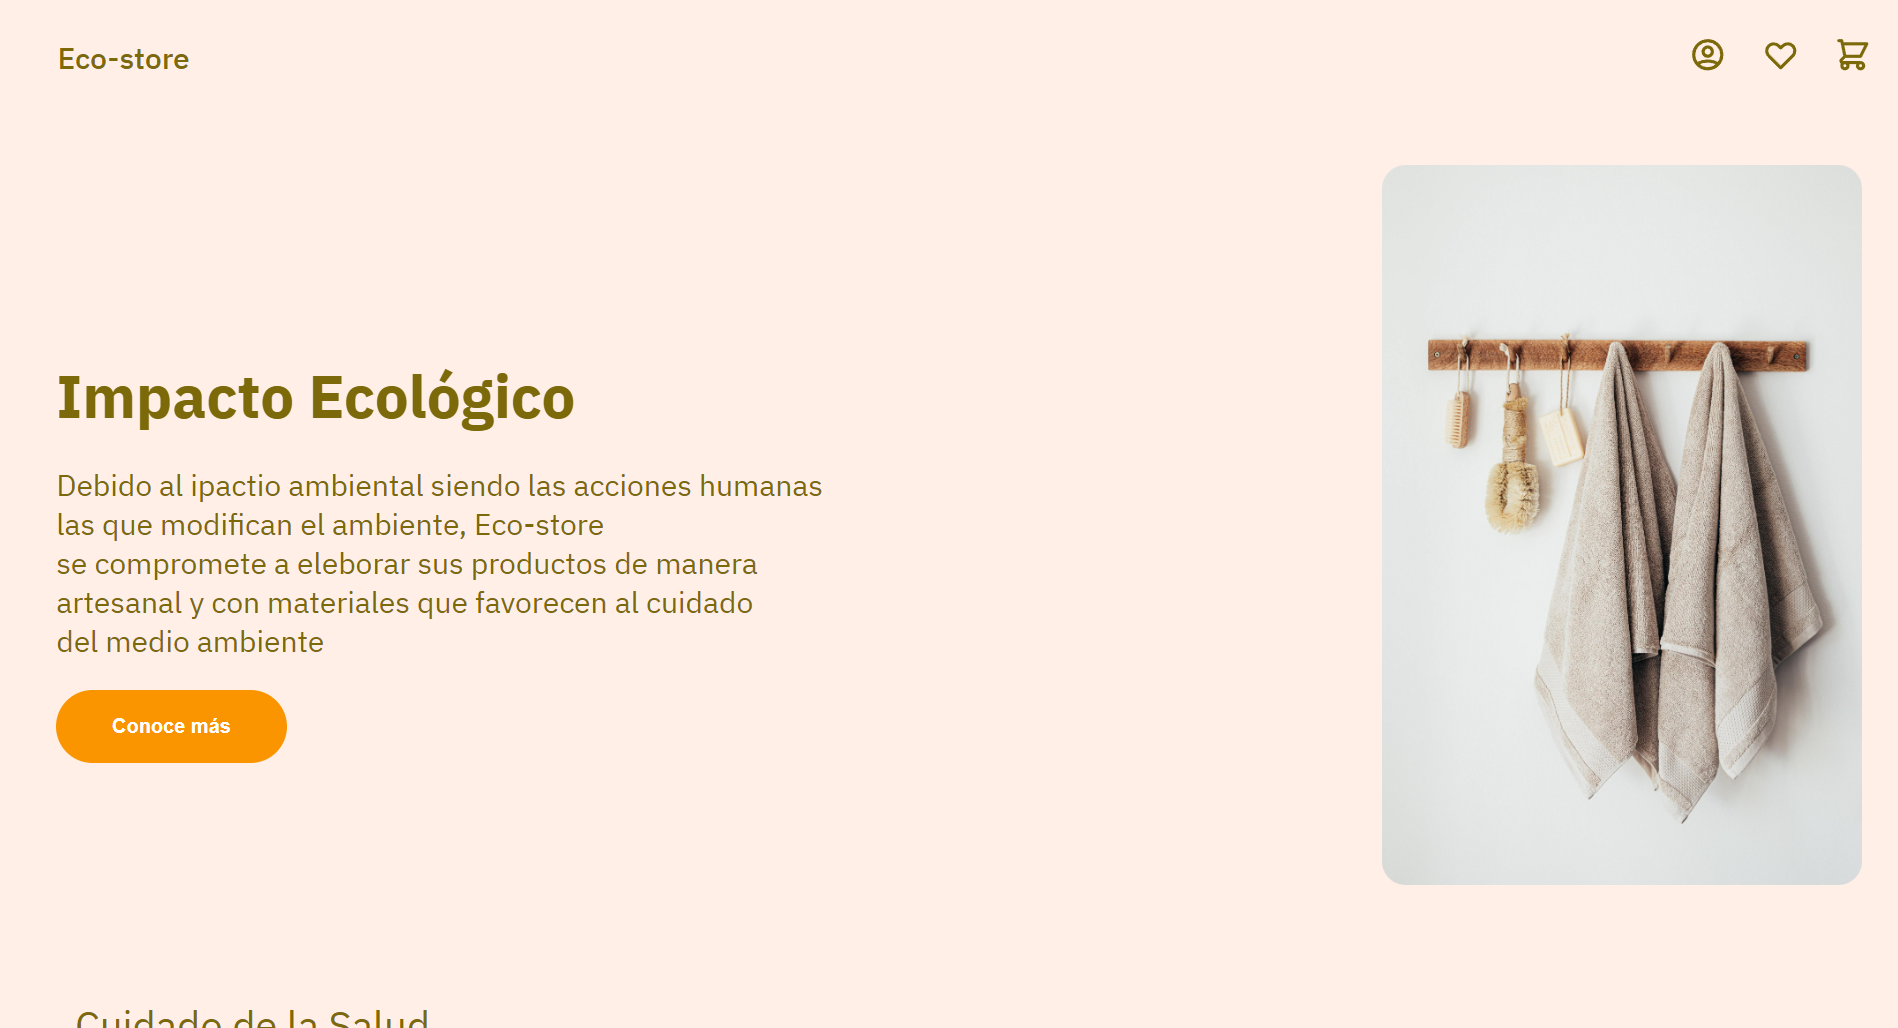 Eco-store
Impacto Ecológico
Debido al ipactio ambiental siendo las acciones humanas
las que modifican el ambiente, Eco-store
se compromete a eleborar sus productos de manera
artesanal y con materiales que favorecen al cuidado
del medio ambiente
Conoce más
Cuidado de la Salud